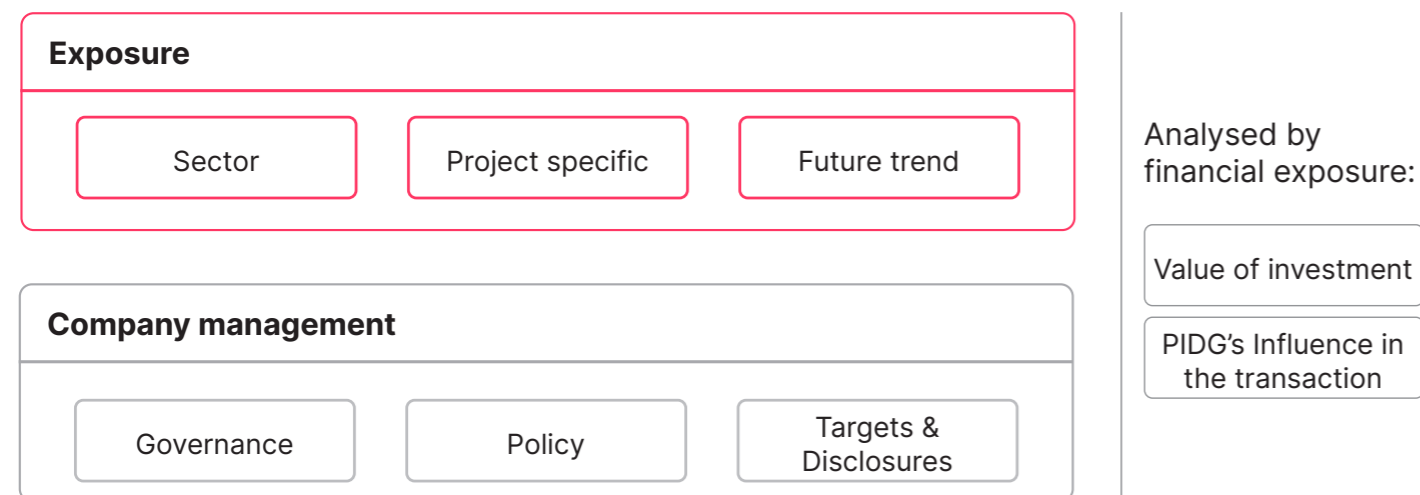 Exposure
Sector
Project specific
Future trend
Company management
Governance
Policy
Targets &
Disclosures
Analysed by
financial exposure:
Value of investment
PIDG’s Influence in
the transaction